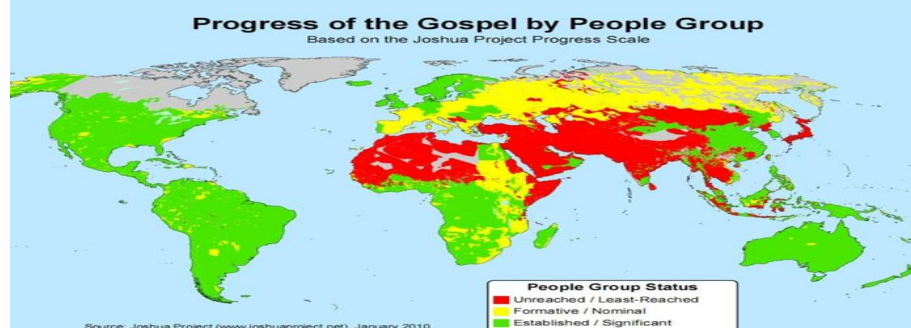 Progress of the Gospel by People Group
Based on the Joshua Project Progress Scale
People Group Status
Unreached / Least-Reached
Formative / Nominal
Established / Significant
Source: Joshua Project (www.joshuaproject.net), January 2010